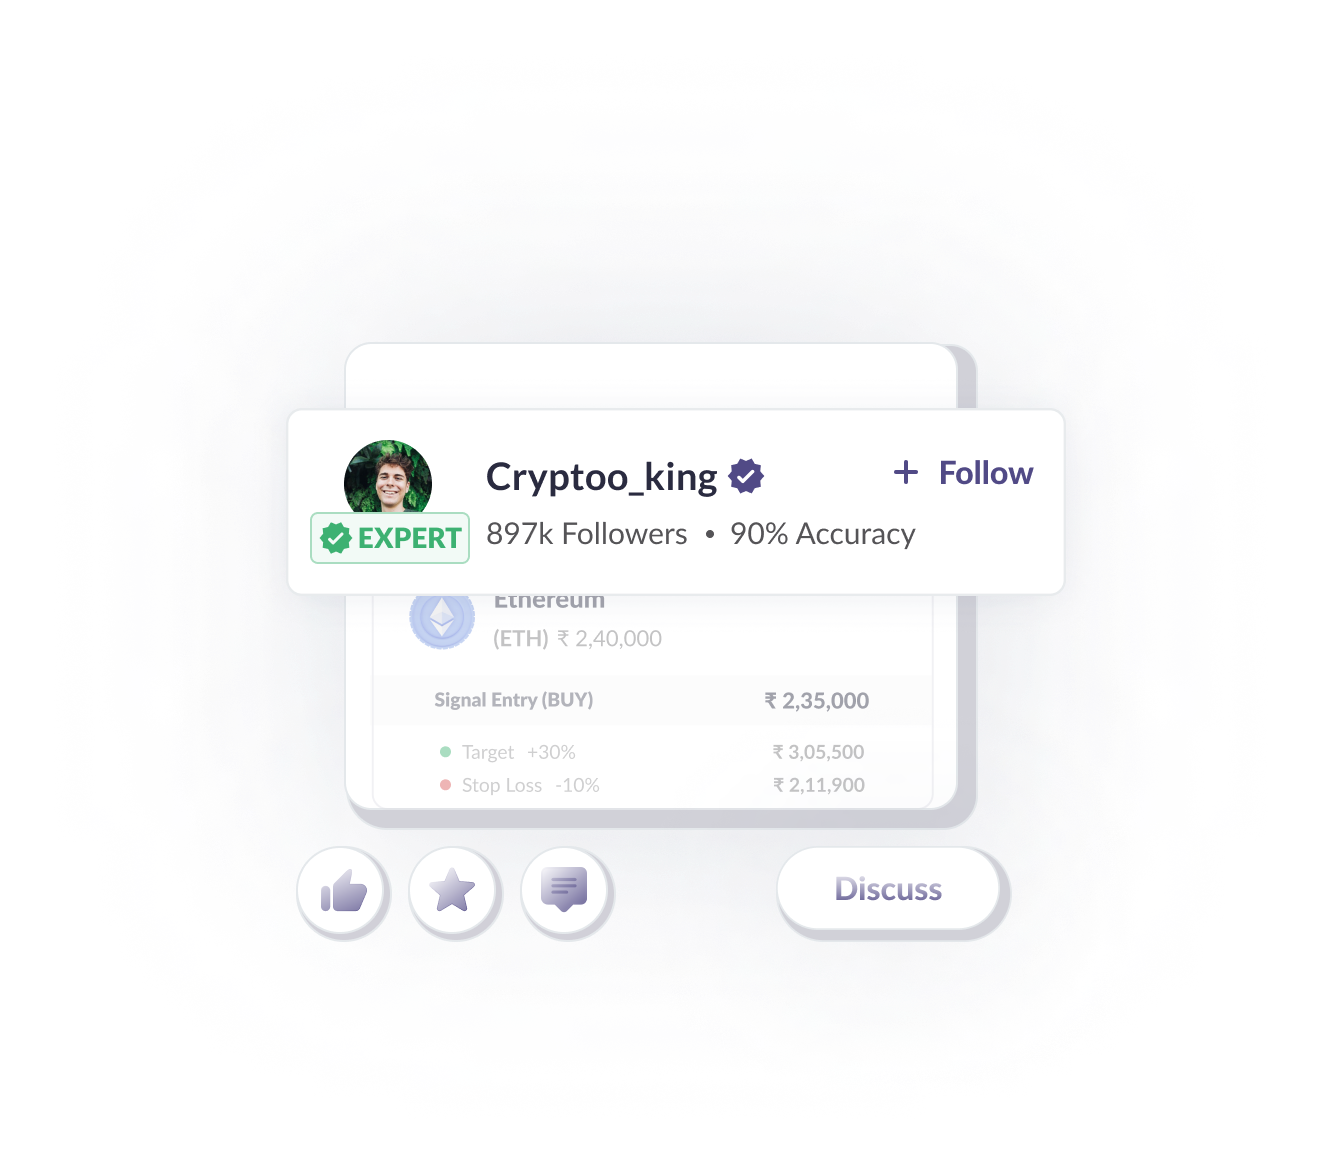 Cryptoo_king
+ Follow
EXPERT
897k Followers • 90% Accuracy
Ethereum
(ETH) ₹ 2,40,000
Signal Entry (BUY) ₹ 2,35,000
Target +30% ₹ 3,05,500
Stop Loss -10% ₹ 2,11,900
Discuss